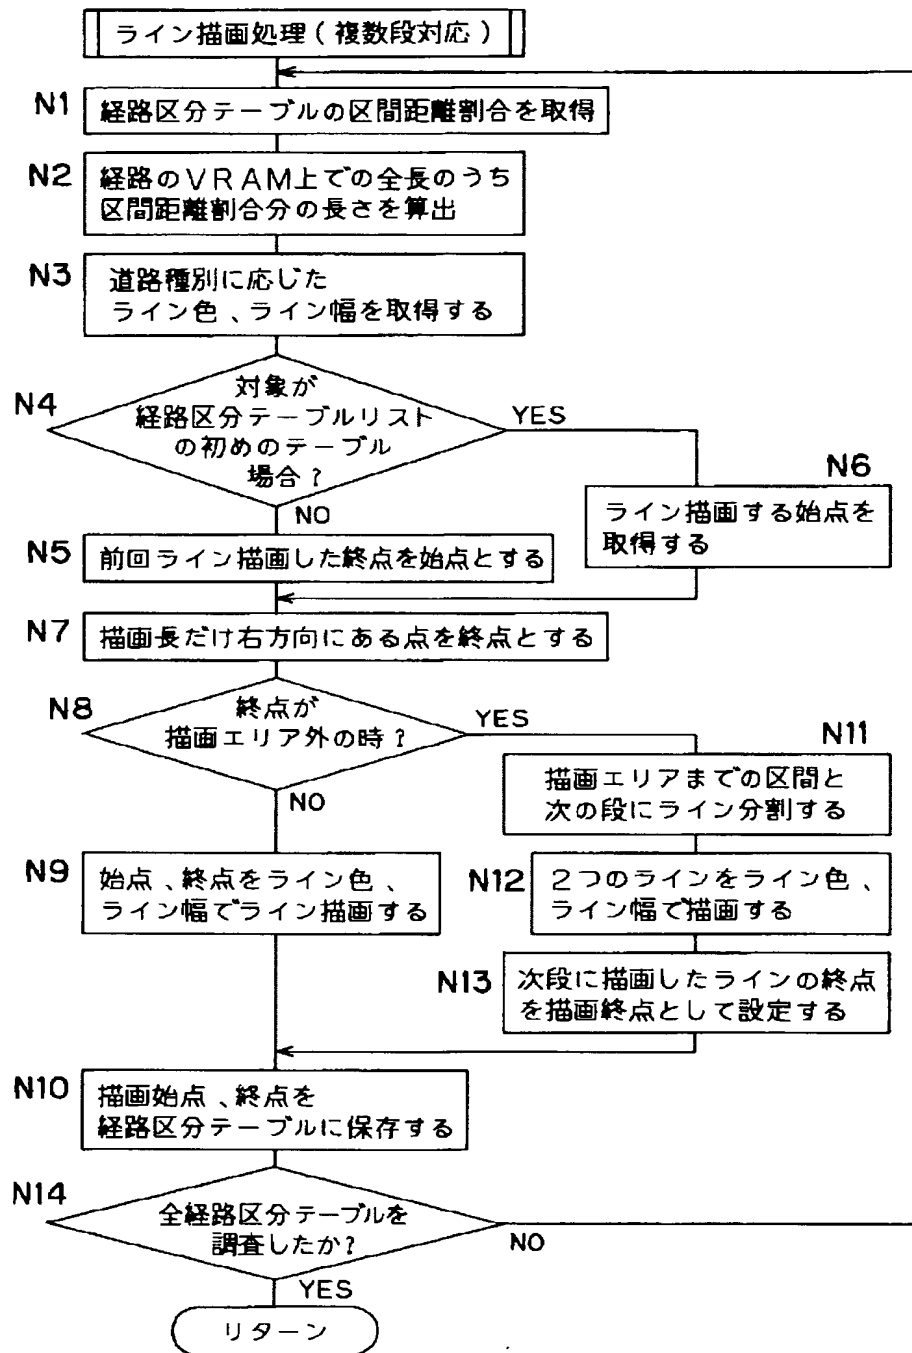 ライン描画処理(複数段対応)
N1
経路区分テーブルの区間距離割合を取得
N2
経路のVRAM上での全長のうち
区間距離割合分の長さを算出
N3
道路種別に応じた
ライン色、ライン幅を取得する
N4
対象が
経路区分テーブルリスト
の初めのテーブル
場合?
YES
NO
N6
ライン描画する始点を
取得する
N5
前回ライン描画した終点を始点とする
N7
描画長だけ右方向にある点を終点とする
N8
終点が
描画エリア外の時?
YES
NO
N11
描画エリアまでの区間と
次の段にライン分割する
N9
始点、終点をライン色、
ライン幅でライン描画する
N12
2つのラインをライン色、
ライン幅で描画する
N13
次段に描画したラインの終点
を描画終点として設定する
N10
描画始点、終点を
経路区分テーブルに保存する
N14
全経路区分テーブルを
調査したか?
NO
YES
リターン